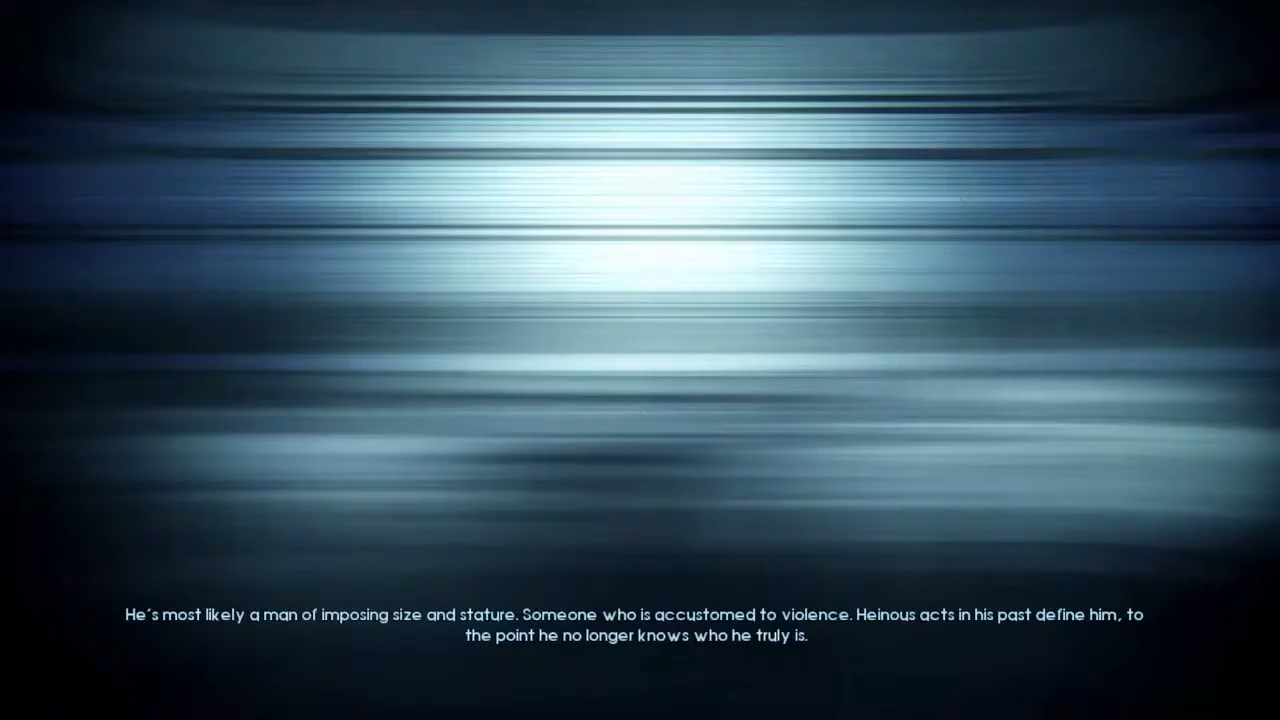 He's most likely a man of imposing size and stature. Someone who is accustomed to violence. Heinous acts in his past define him, to
the point he no longer knows who he truly is.